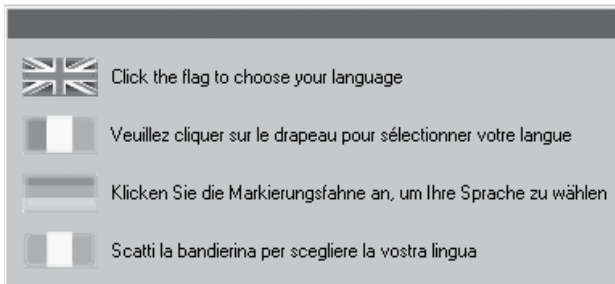 Click the flag to choose your language
Veuillez cliquer sur le drapeau pour sélectionner votre langue
Klicken Sie die Markierungsfahne an, um Ihre Sprache zu wählen
Scatti la bandierina per scegliere la vostra lingua